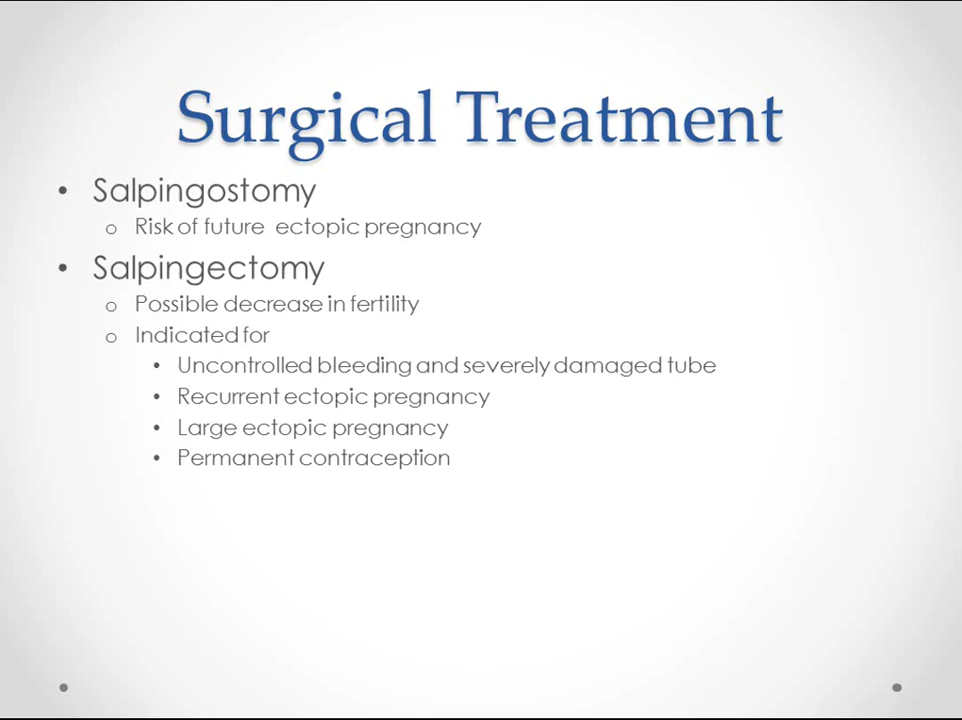 Surgical Treatment
• Salpingostomy
o Risk of future ectopic pregnancy
• Salpingectomy
o Possible decrease in fertility
o Indicated for
• Uncontrolled bleeding and severely damaged tube
• Recurrent ectopic pregnancy
• Large ectopic pregnancy
• Permanent contraception